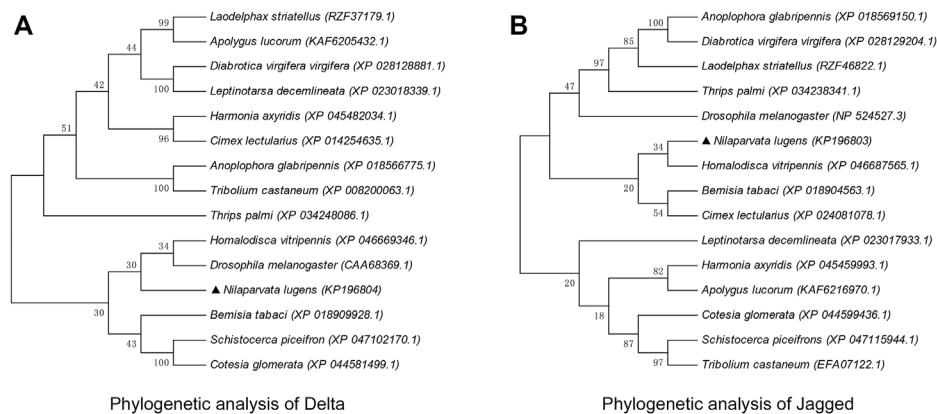 A
99
Laodelphax striatellus (RZF37179.1)
44
Apolygus lucorum (KAF6205432.1)
42
Diabrotica virgifera virgifera (XP 028128881.1)
100
Leptinotarsa decemlineata (XP 023018339.1)
51
Harmonia axyridis (XP 045482034.1)
96
Cimex lectularius (XP 014254635.1)
Anoplophora glabripennis (XP 018566775.1)
100
Tribolium castaneum (XP 008200063.1)
Thrips palmi (XP 034248086.1)
34
Homalodisca vitripennis (XP 046669346.1)
30
Drosophila melanogaster (CAA68369.1)
▲ Nilaparvata lugens (KP196804)
30
Bemisia tabaci (XP 018909928.1)
43
Schistocerca piceifron (XP 047102170.1)
100
Cotesia glomerata (XP 044581499.1)
Phylogenetic analysis of Delta
B
100
Anoplophora glabripennis (XP 018569150.1)
85
Diabrotica virgifera virgifera (XP 028129204.1)
97
Laodelphax striatellus (RZF46822.1)
47
Thrips palmi (XP 034238341.1)
Drosophila melanogaster (NP 524527.3)
34
▲ Nilaparvata lugens (KP196803)
Homalodisca vitripennis (XP 046687565.1)
20
Bemisia tabaci (XP 018904563.1)
54
Cimex lectularius (XP 024081078.1)
Leptinotarsa decemlineata (XP 023017933.1)
20
82
Harmonia axyridis (XP 045459993.1)
Apolygus lucorum (KAF6216970.1)
18
Cotesia glomerata (XP 044599436.1)
87
Schistocerca piceifrons (XP 047115944.1)
97
Tribolium castaneum (EFA07122.1)
Phylogenetic analysis of Jagged